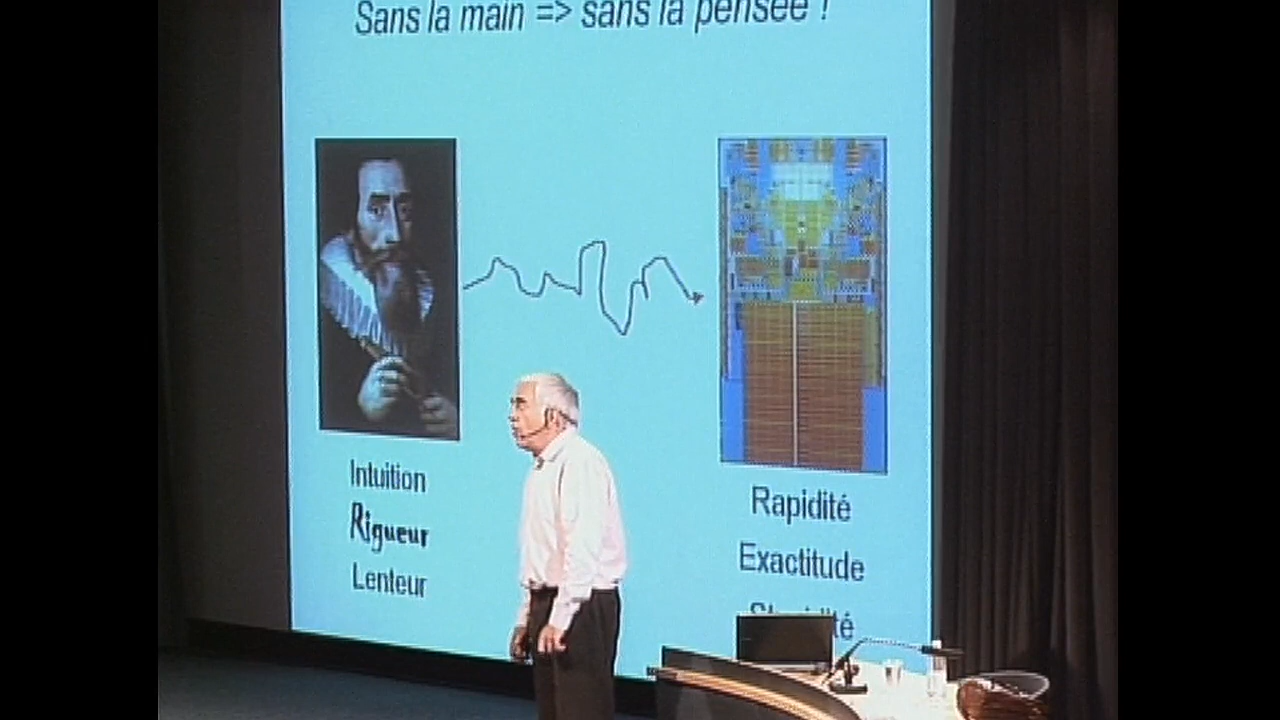 Sans la main => sans la pensée !
Intuition
Rigueur
Lenteur
Rapidité
Exactitude